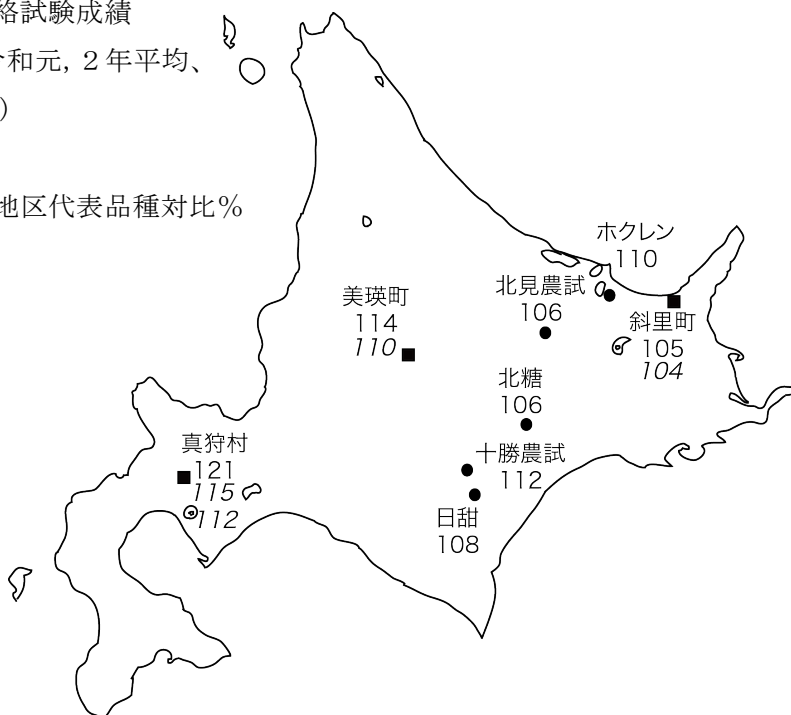 絡試験成績
和元,２年平均、
)
地区代表品種対比％
ホクレン
110
北見農試
106
美瑛町
114
110
斜里町
105
104
北糖
106
真狩村
121
115
112
十勝農試
112
日甜
108